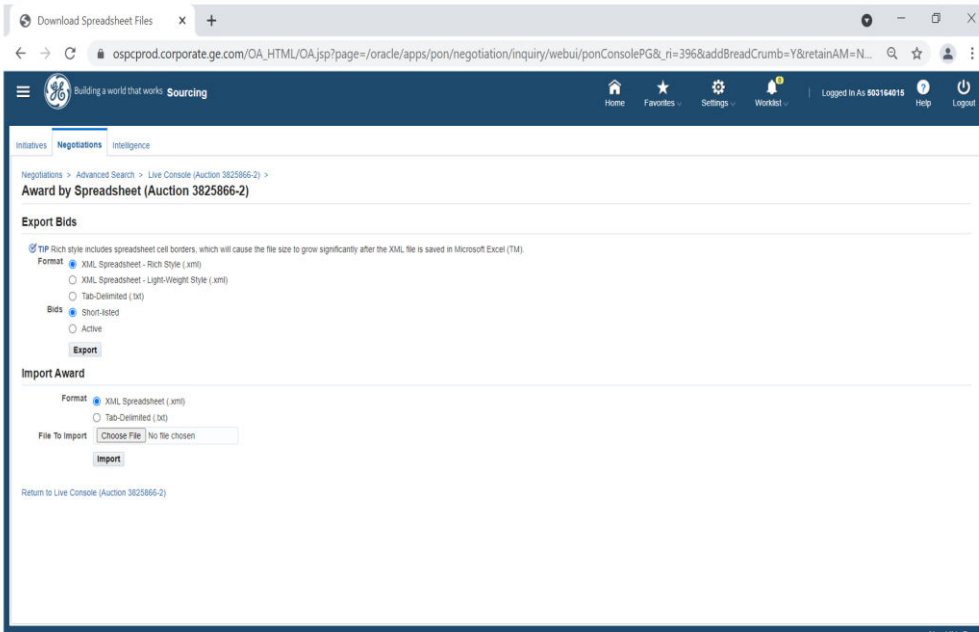 Download Spreadsheet Files
ospcprod.corporate.ge.com/OA_HTML/OA.jsp?page=/oracle/apps/pon/negotiation/inquiry/webui/ponConsolePG&_ri=396&addBreadCrumb=Y&retainAM=N...
Building a world that works Sourcing
Home Favorites Settings Worklist Logged In As 503164015 Help Logout
Initiatives Negotiations Intelligence
Negotiations > Advanced Search > Live Console (Auction 3825866-2) >
Award by Spreadsheet (Auction 3825866-2)
Export Bids
TIP Rich style includes spreadsheet cell borders, which will cause the file size to grow significantly after the XML file is saved in Microsoft Excel (TM).
Format XML Spreadsheet - Rich Style (.xml)
XML Spreadsheet - Light-Weight Style (.xml)
Tab-Delimited (.txt)
Bids Short-listed
Active
Export
Import Award
Format XML Spreadsheet (.xml)
Tab-Delimited (.txt)
File To Import Choose File No file chosen
Import
Return to Live Console (Auction 3825866-2)